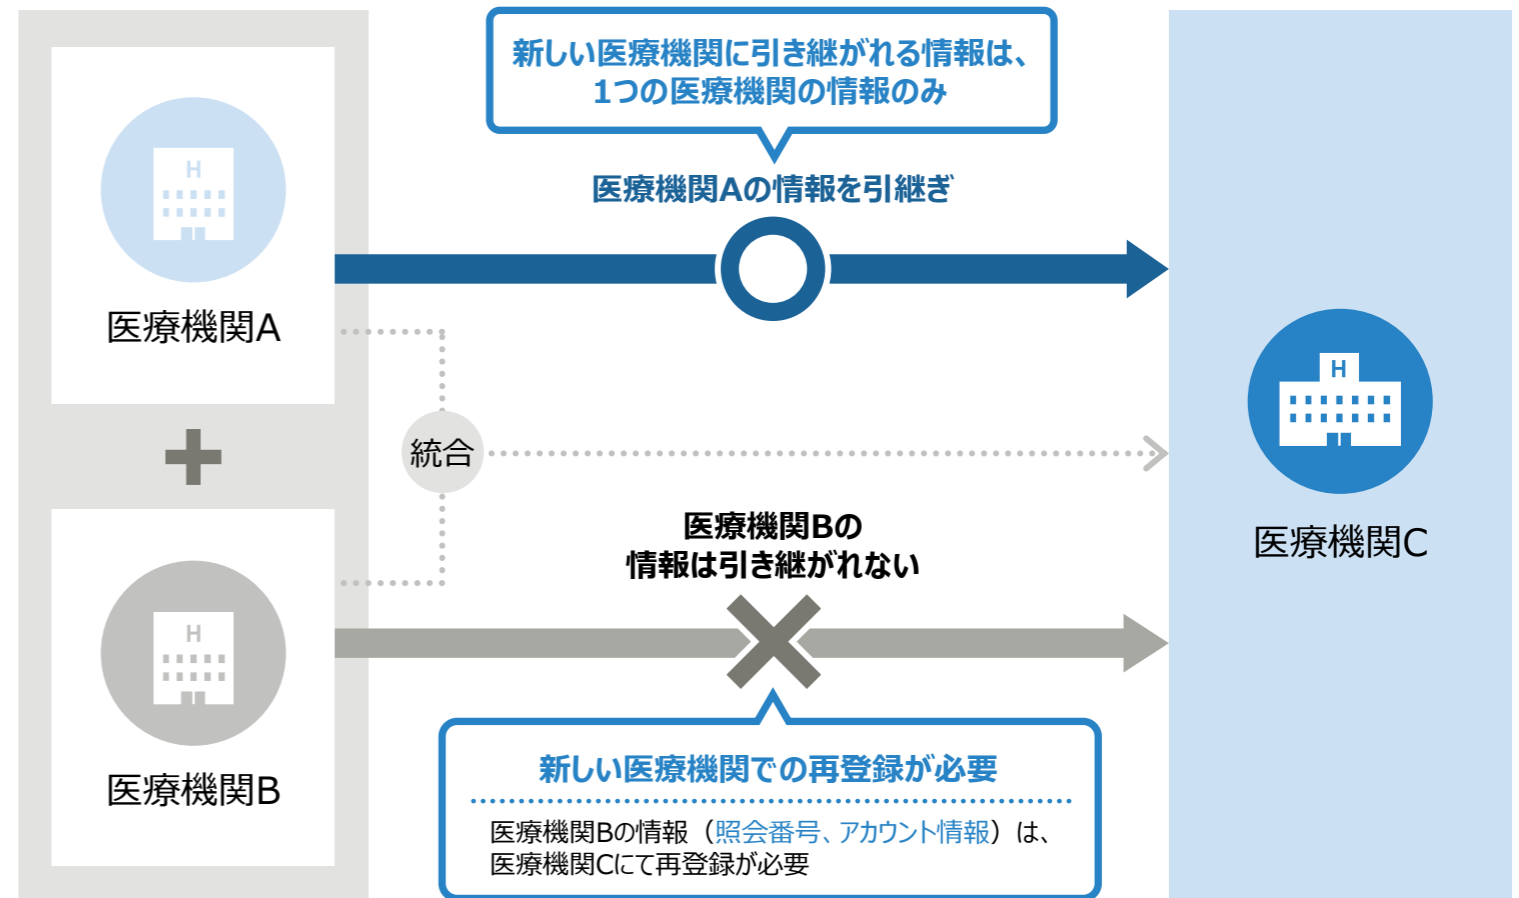 新しい医療機関に引き継がれる情報は、
1つの医療機関の情報のみ
医療機関Aの情報を引継ぎ
H
医療機関A
統合
H
医療機関C
医療機関Bの
情報は引き継がれない
H
医療機関B
新しい医療機関での再登録が必要
医療機関Bの情報（照会番号、アカウント情報）は、
医療機関Cにて再登録が必要